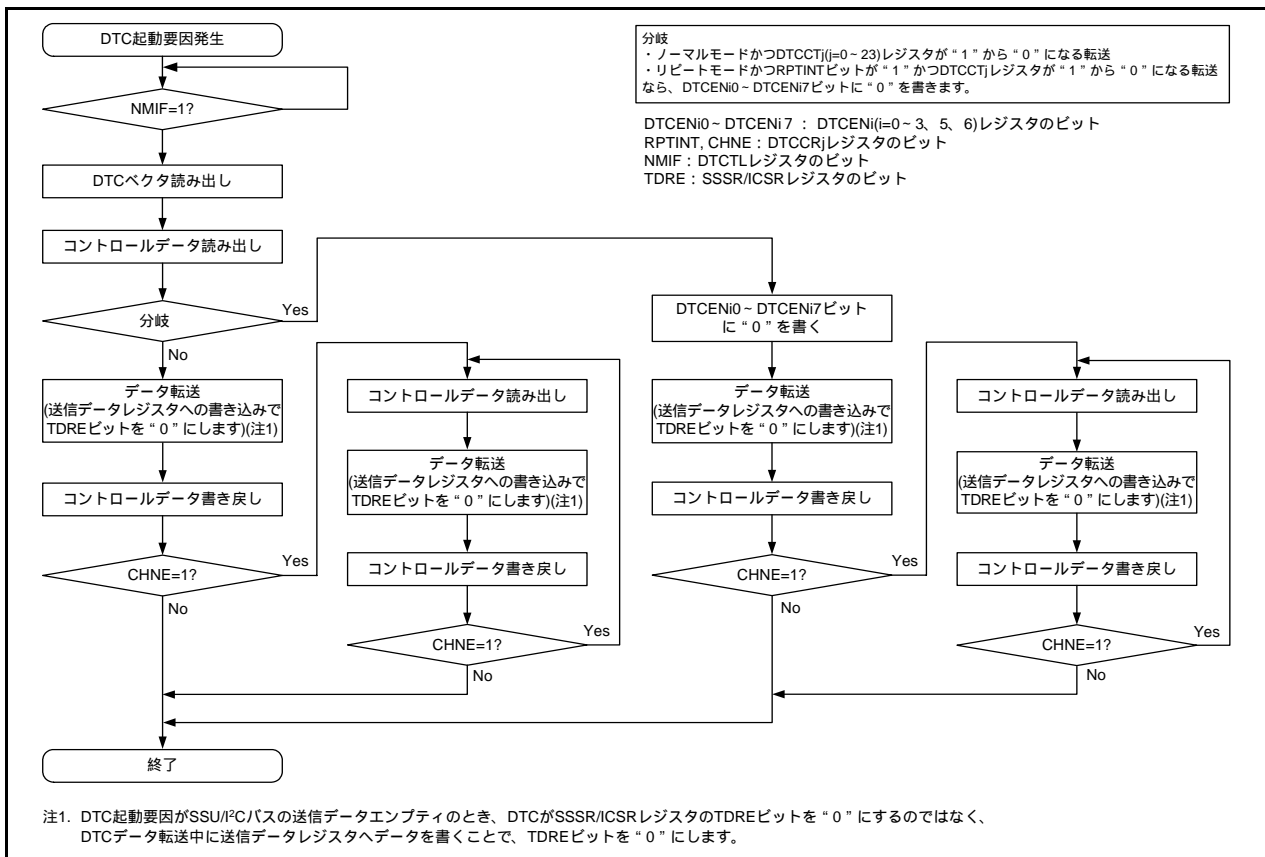 DTC起動要因発生
NMIF=1?
DTCベクタ読み出し
コントロールデータ読み出し
分岐
Yes
No
データ転送
(送信データレジスタへの書き込みで
TDREビットを“0”にします)(注1)
コントロールデータ書き戻し
CHNE=1?
Yes
No
コントロールデータ読み出し
データ転送
(送信データレジスタへの書き込みで
TDREビットを“0”にします)(注1)
コントロールデータ書き戻し
CHNE=1?
Yes
No
終了
分岐
・ノーマルモードかつDTCCTj(j=0~23)レジスタが“1”から“0”になる転送
・リピートモードかつRPTINTビットが“1”かつDTCCTjレジスタが“1”から“0”になる転送
なら、DTCENi0~DTCENi7ビットに“0”を書きます。
DTCENi0~DTCENi7：DTCENi(i=0~3、5、6)レジスタのビット
RPTINT, CHNE：DTCCRjレジスタのビット
NMIF：DTCTLレジスタのビット
TDRE：SSSR/ICSRレジスタのビット
DTCENi0~DTCENi7ビット
に“0”を書く
データ転送
(送信データレジスタへの書き込みで
TDREビットを“0”にします)(注1)
コントロールデータ書き戻し
CHNE=1?
Yes
No
コントロールデータ読み出し
データ転送
(送信データレジスタへの書き込みで
TDREビットを“0”にします)(注1)
コントロールデータ書き戻し
CHNE=1?
Yes
No
注1. DTC起動要因がSSU/I²Cバスの送信データエンプティのとき、DTCがSSSR/ICSRレジスタのTDREビットを“0”にするのではなく、
DTCデータ転送中に送信データレジスタへデータを書くことで、TDREビットを“0”にします。